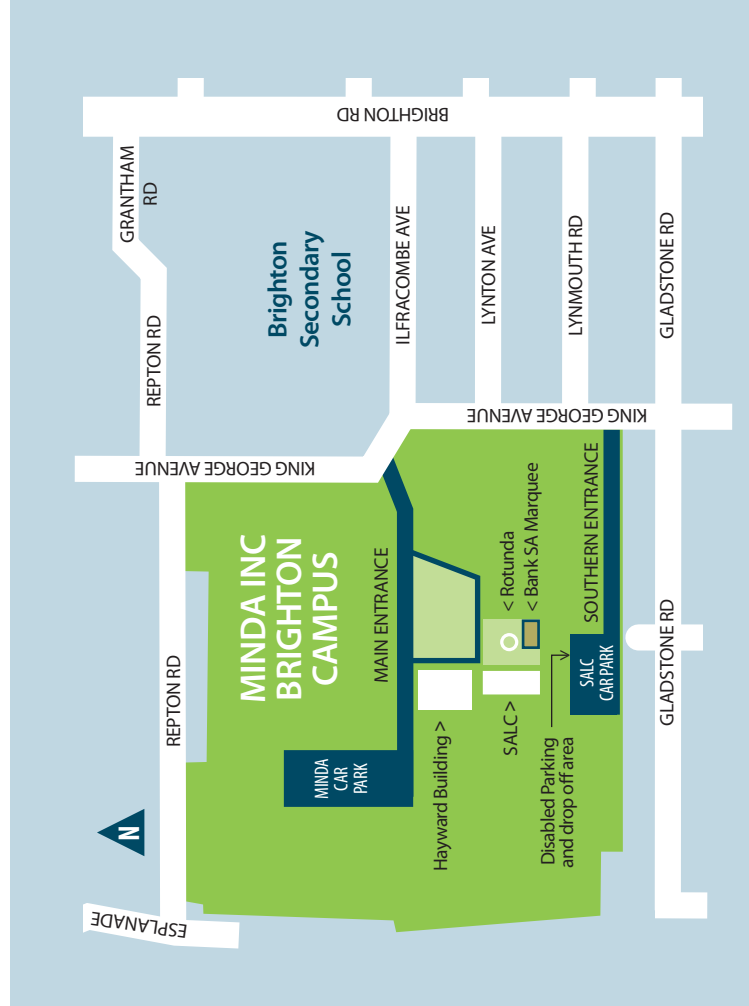 BRIGHTON RD
GRANTHAM
RD
REPTON RD
Brighton
Secondary
School
ILFRACOMBE AVE
LYNTON AVE
LYNMOUTH RD
GLADSTONE RD
KING GEORGE AVENUE
KING GEORGE AVENUE
REPTON RD
MINDA INC
BRIGHTON
CAMPUS
MAIN ENTRANCE
< Rotunda
< Bank SA Marquee
SOUTHERN ENTRANCE
MINDA
CAR
PARK
Hayward Building >
SALC >
SALC
CAR PARK
Disabled Parking
and drop off area
GLADSTONE RD
N
ESPLANADE